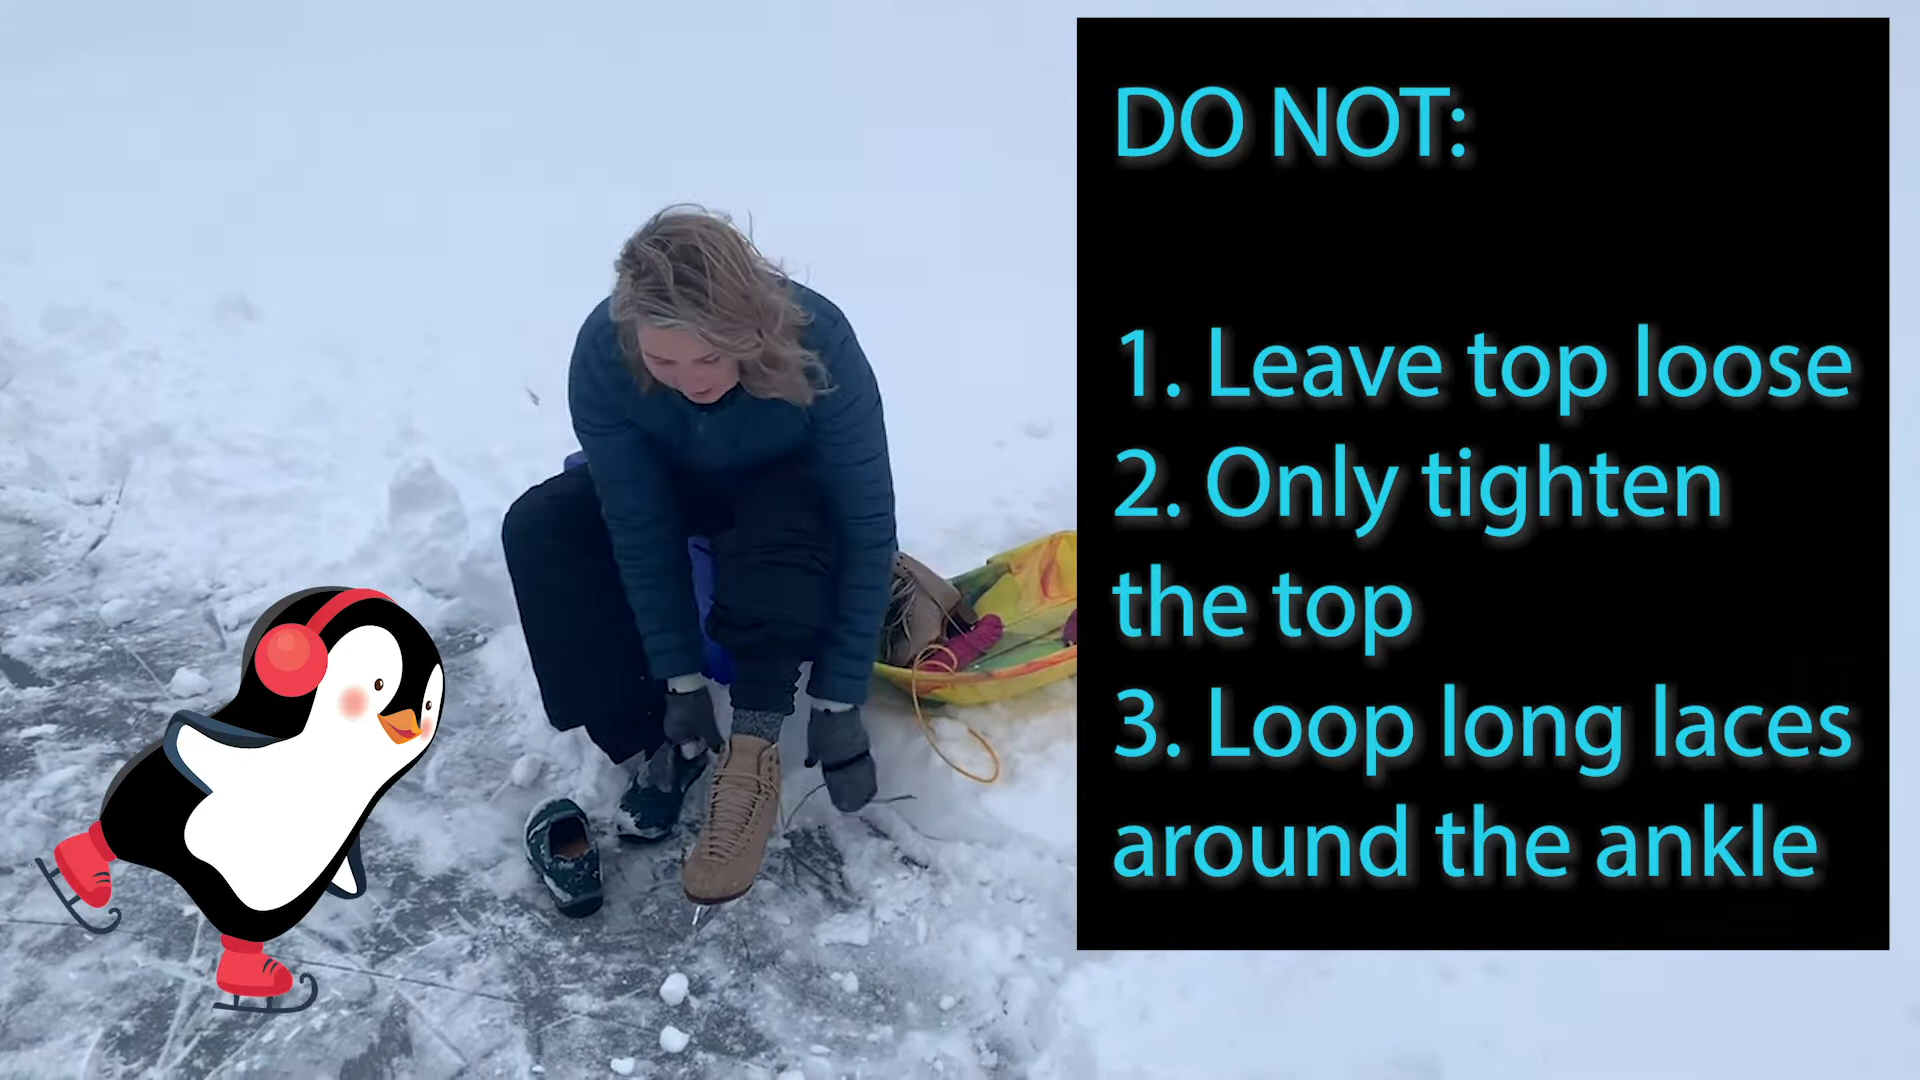 DO NOT:
1. Leave top loose
2. Only tighten
the top
3. Loop long laces
around the ankle